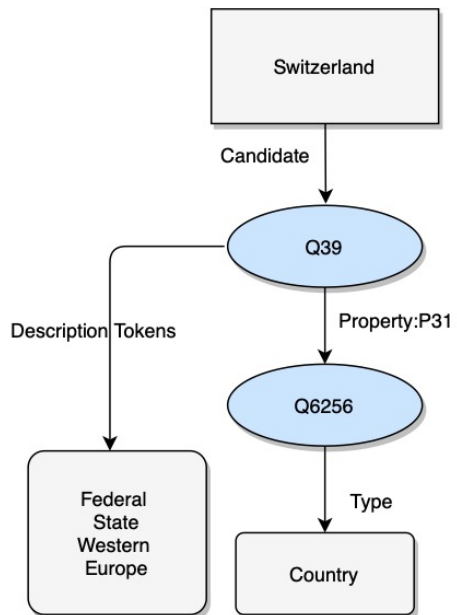 Switzerland
Candidate
Q39
Description Tokens
Property:P31
Q6256
Federal
State
Western
Europe
Type
Country